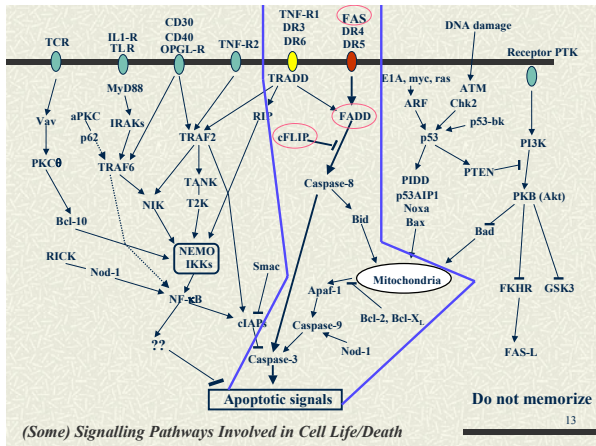 CD30
CD40
OPGL-R
IL1-R
TLR
TCR
TNF-R2
TNF-R1
DR3
DR6
FAS
DR4
DR5
DNA damage
Receptor PTK
TRADD
E1A, myc, ras
ATM
MyD88
Chk2
ARF
aPKC
p62
IRAKs
Vav
RIP
FADD
p53-bk
TRAF2
cFLIP
p53
PI3K
PKCθ
TRAF6
PTEN
TANK
Caspase-8
PIDD
p53AIP1
Noxa
Bax
PKB (Akt)
NIK
T2K
Bcl-10
Bid
Bad
NEMO
IKKs
RICK
Nod-1
Smac
Mitochondria
Apaf-1
FKHR
GSK3
NF-κB
cIAPs
Bcl-2, Bcl-XL
Caspase-9
??
Nod-1
FAS-L
Caspase-3
Apoptotic signals
Do not memorize
13
(Some) Signalling Pathways Involved in Cell Life/Death